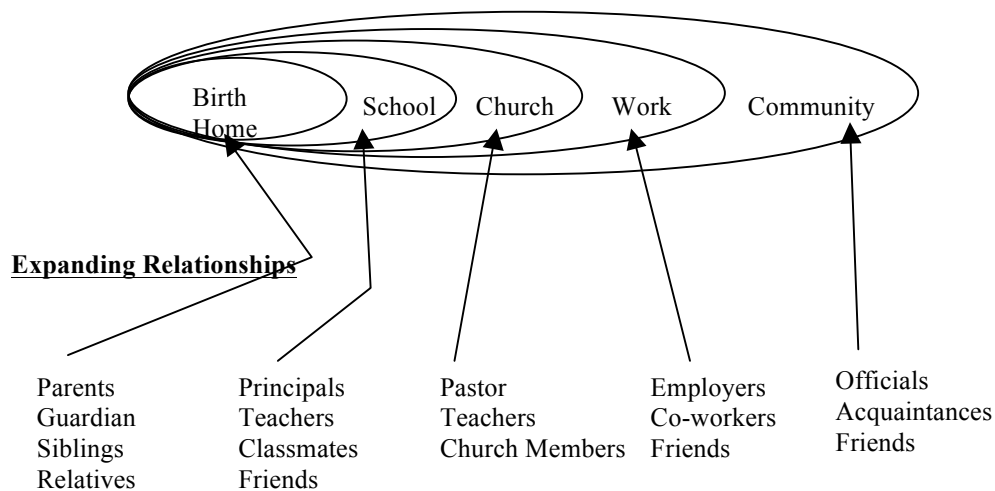 Birth
Home
School
Church
Work
Community
Expanding Relationships
Parents
Guardian
Siblings
Relatives
Principals
Teachers
Classmates
Friends
Pastor
Teachers
Church Members
Employers
Co-workers
Friends
Officials
Acquaintances
Friends